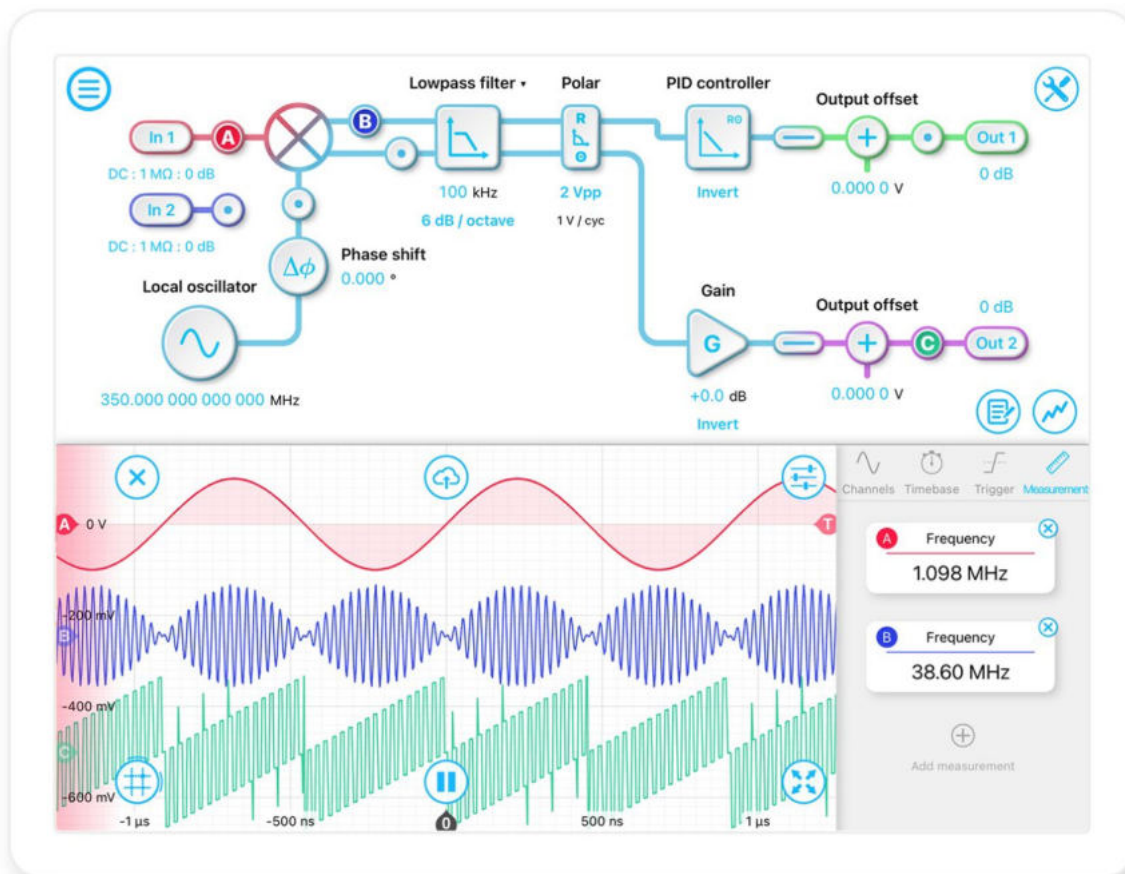 Lowpass filter ▾
Polar
PID controller
Output offset
In 1
A
B
R
Θ
RΘ
Out 1
DC : 1 MΩ : 0 dB
100 kHz
2 Vpp
Invert
0.000 0 V
0 dB
In 2
6 dB / octave
1 V / cyc
DC : 1 MΩ : 0 dB
Δϕ
Phase shift
0.000 °
Local oscillator
Gain
Output offset
0 dB
G
C
Out 2
350.000 000 000 000 MHz
+0.0 dB
0.000 0 V
Invert
Channels Timebase Trigger Measurement
A 0 V
T
A Frequency
1.098 MHz
-200 mV
B
B Frequency
38.60 MHz
-400 mV
C
Add measurement
-600 mV
-1 µs -500 ns 0 500 ns 1 µs